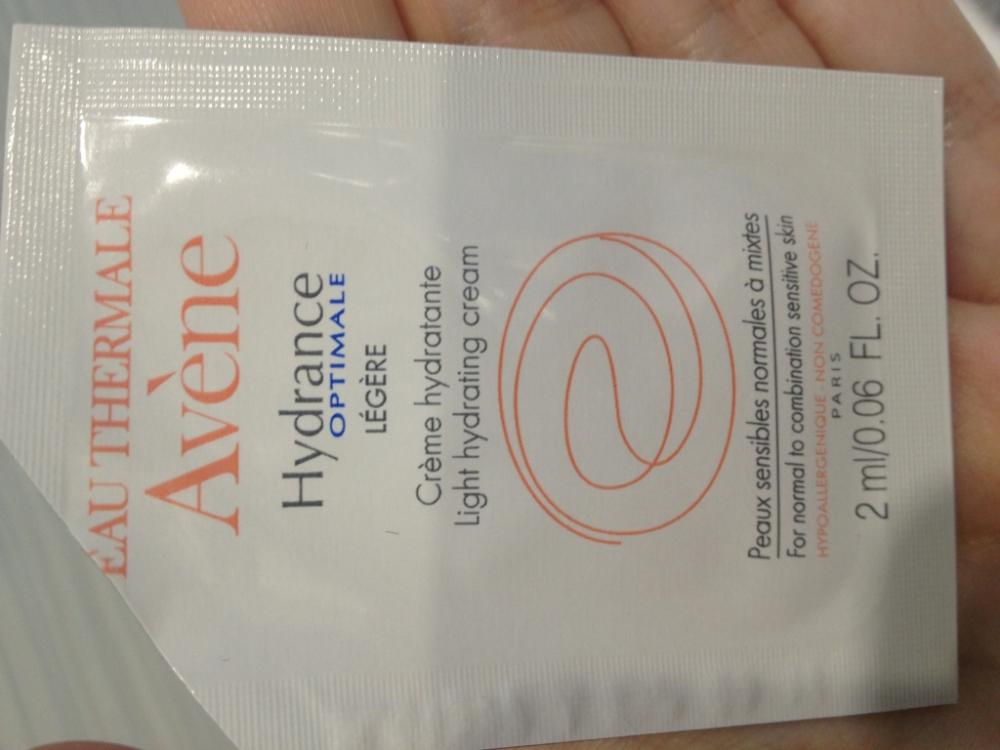 EAU THERMALE
Avène
Hydrance
OPTIMALE
LÉGÈRE
Crème hydratante
Light hydrating cream
Peaux sensibles normales à mixtes
For normal to combination sensitive skin
HYPOALLERGENIQUE . NON COMEDOGENE
PARIS
2 ml/0.06 FL. OZ.